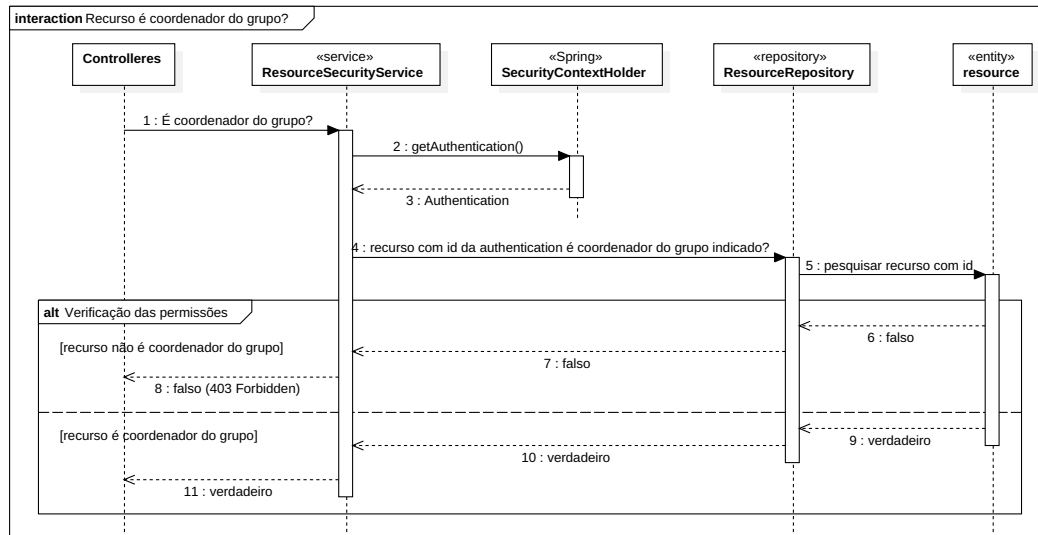 interaction Recurso é coordenador do grupo?
Controlleres
«service»
ResourceSecurityService
«Spring»
SecurityContextHolder
«repository»
ResourceRepository
«entity»
resource
1 : É coordenador do grupo?
2 : getAuthentication()
3 : Authentication
4 : recurso com id da authentication é coordenador do grupo indicado?
5 : pesquisar recurso com id
alt Verificação das permissões
6 : falso
[recurso não é coordenador do grupo]
7 : falso
8 : falso (403 Forbidden)
[recurso é coordenador do grupo]
9 : verdadeiro
10 : verdadeiro
11 : verdadeiro